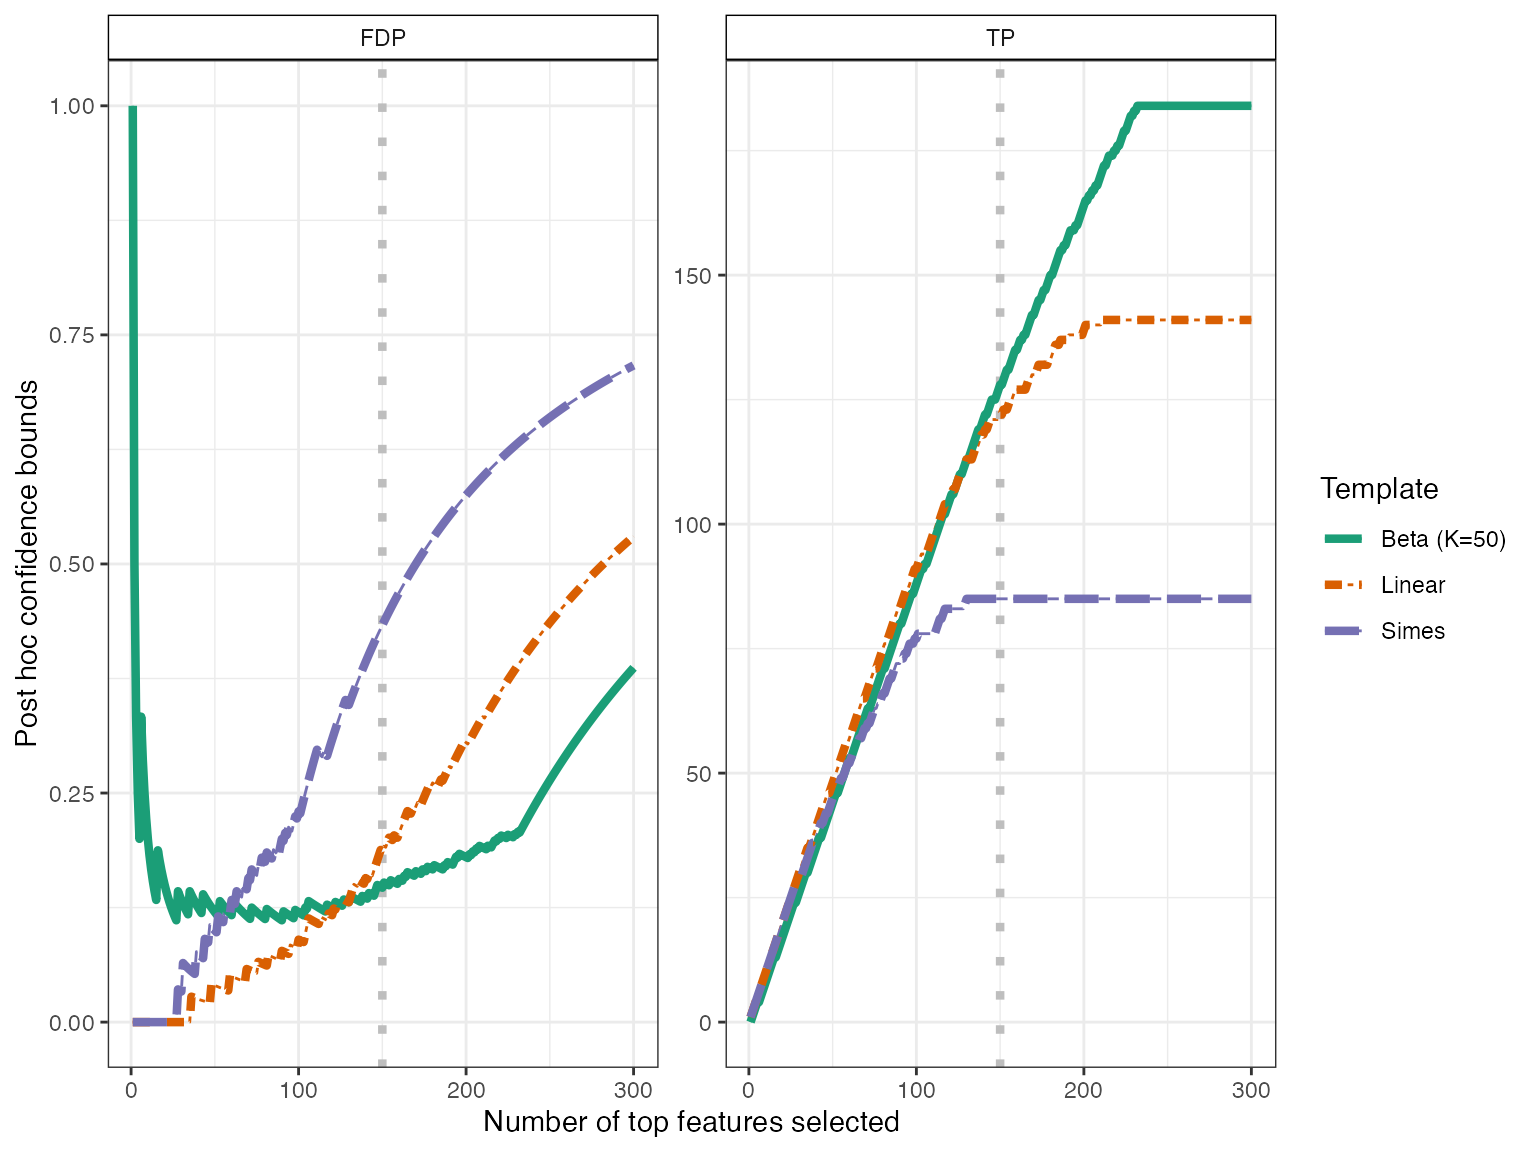 FDP
TP
1.00
0.75
0.50
0.25
0.00
150
100
50
0
0
100
200
300
0
100
200
300
Post hoc confidence bounds
Number of top features selected
Template
Beta (K=50)
Linear
Simes